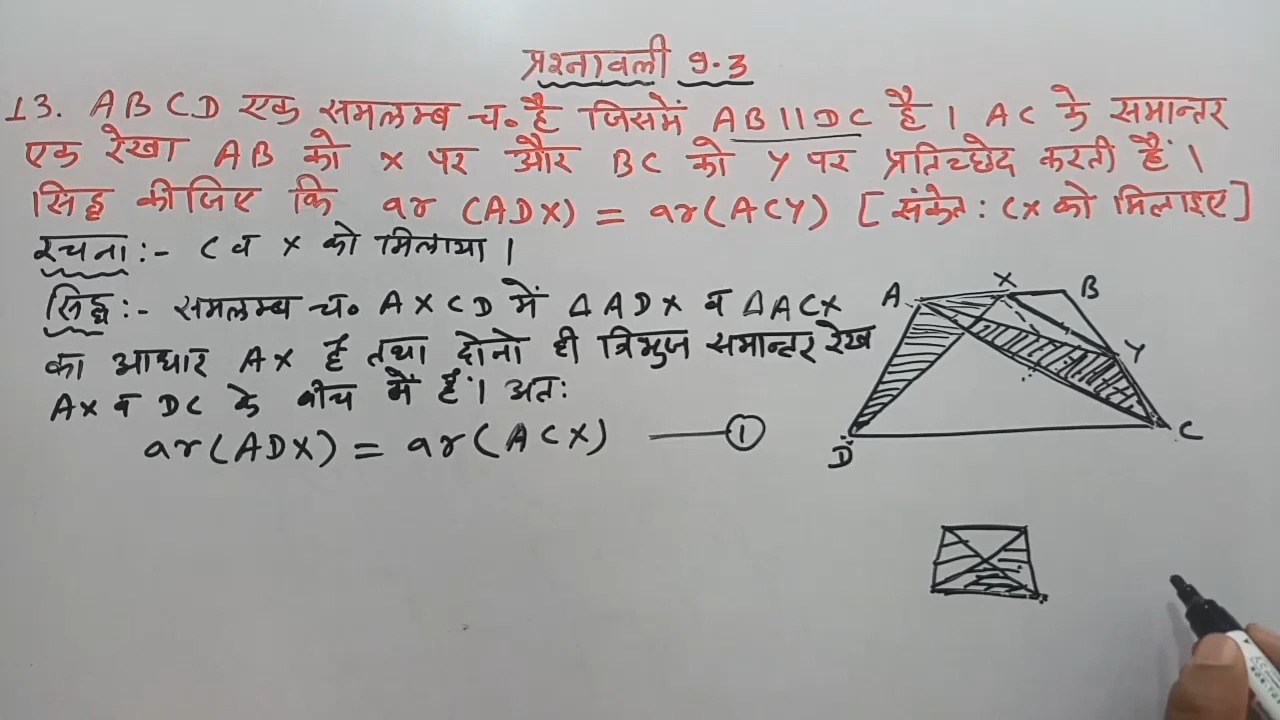 प्रश्नावली 9.3
13. ABCD एक समलम्ब च० है जिसमें AB||DC है। AC के समान्तर
एक रेखा AB को X पर और BC को Y पर प्रतिच्छेद करती है।
सिद्ध कीजिए कि ar (ADX) = ar(ACY) [संकेत: CX को मिलाइए]
रचना:- C व X को मिलाया।
सिद्ध:- समलम्ब च० AXCD में ΔADX व ΔACX
का आधार AX है तथा दोनो ही त्रिभुज समान्तर रेख
AX व DC के बीच में हैं। अतः
ar(ADX) = ar(ACX) —— ①
A X B
Y
D C